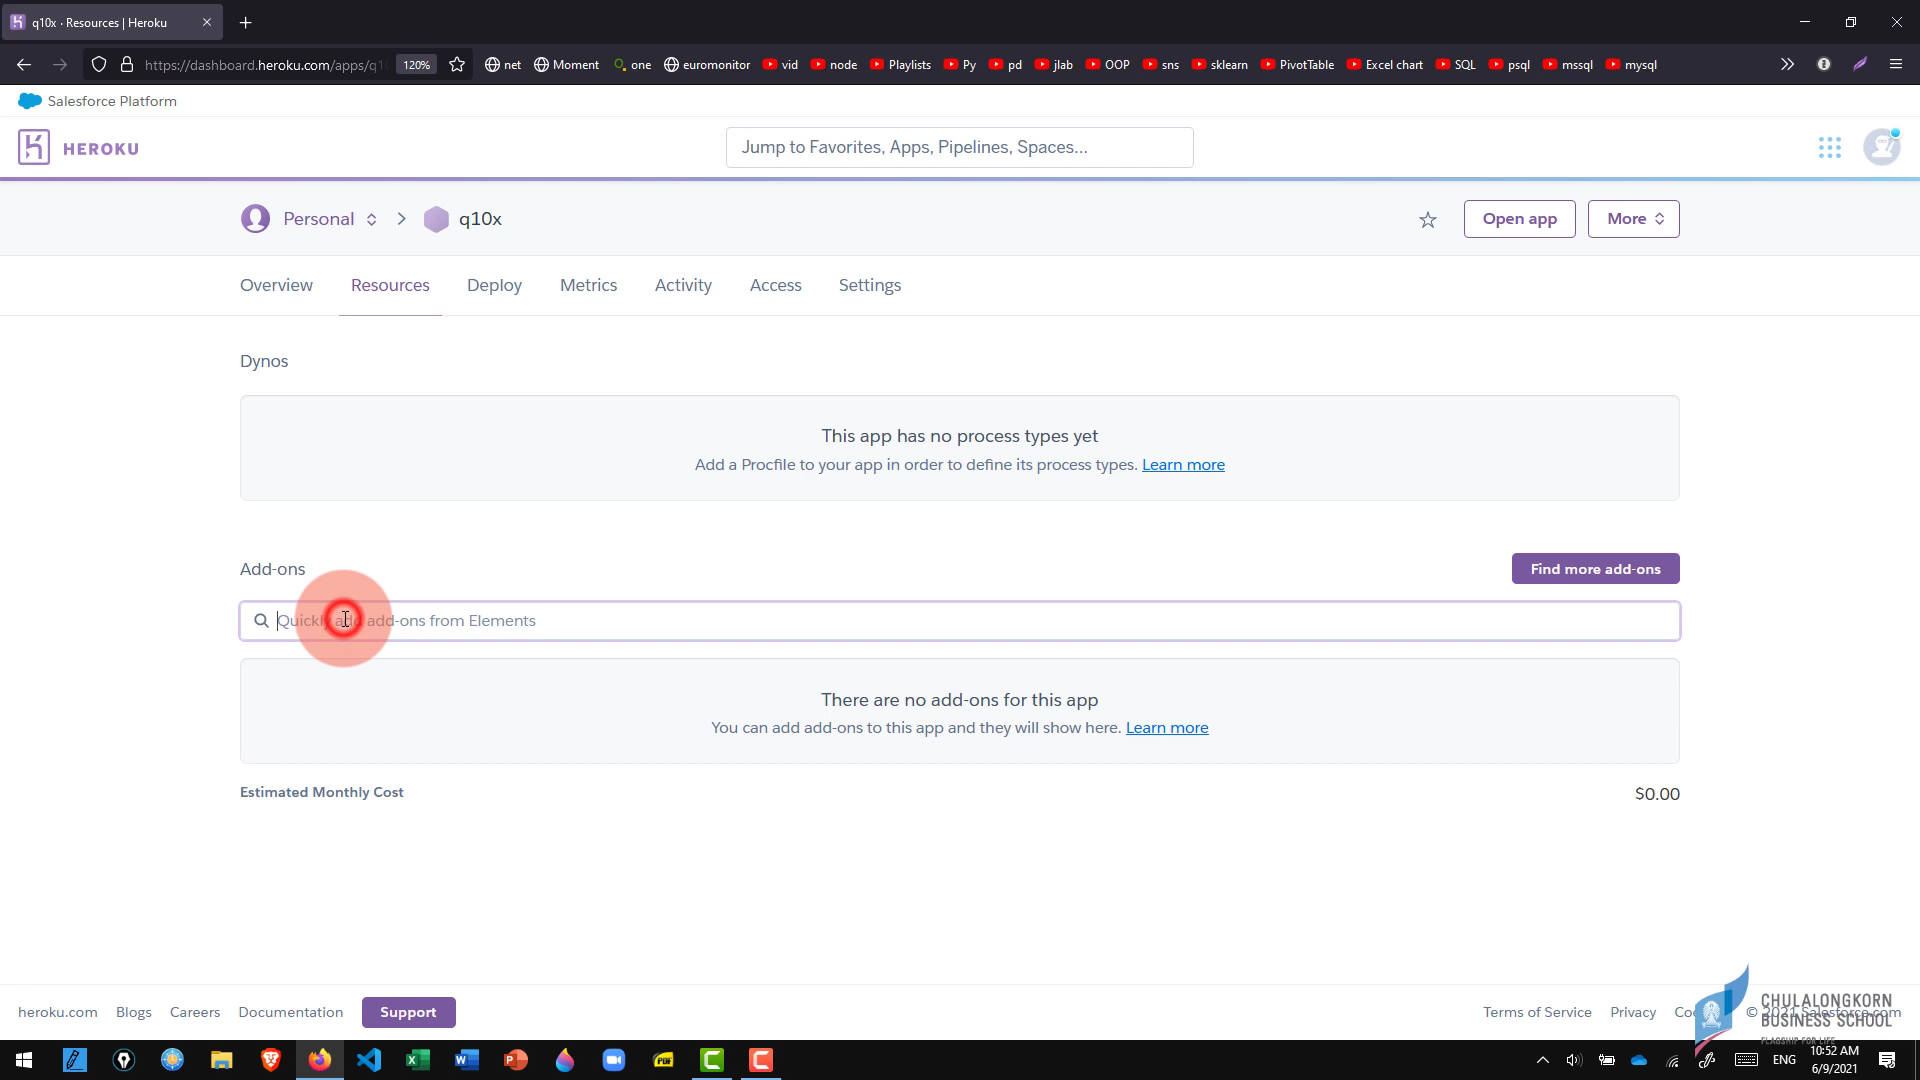 q10x · Resources | Heroku
https://dashboard.heroku.com/apps/q1
120%
net
Moment
one
euromonitor
vid
node
Playlists
Py
pd
jlab
OOP
sns
sklearn
PivotTable
Excel chart
SQL
psql
mssql
mysql
Salesforce Platform
HEROKU
Jump to Favorites, Apps, Pipelines, Spaces...
Personal
q10x
Open app
More
Overview
Resources
Deploy
Metrics
Activity
Access
Settings
Dynos
This app has no process types yet
Add a Procfile to your app in order to define its process types. Learn more
Add-ons
Find more add-ons
Quickly add add-ons from Elements
There are no add-ons for this app
You can add add-ons to this app and they will show here. Learn more
Estimated Monthly Cost
$0.00
heroku.com
Blogs
Careers
Documentation
Support
Terms of Service
Privacy
© 2021 Salesforce.com
CHULALONGKORN
BUSINESS SCHOOL
FLAGSHIP FOR LIFE
ENG
10:52 AM
6/9/2021